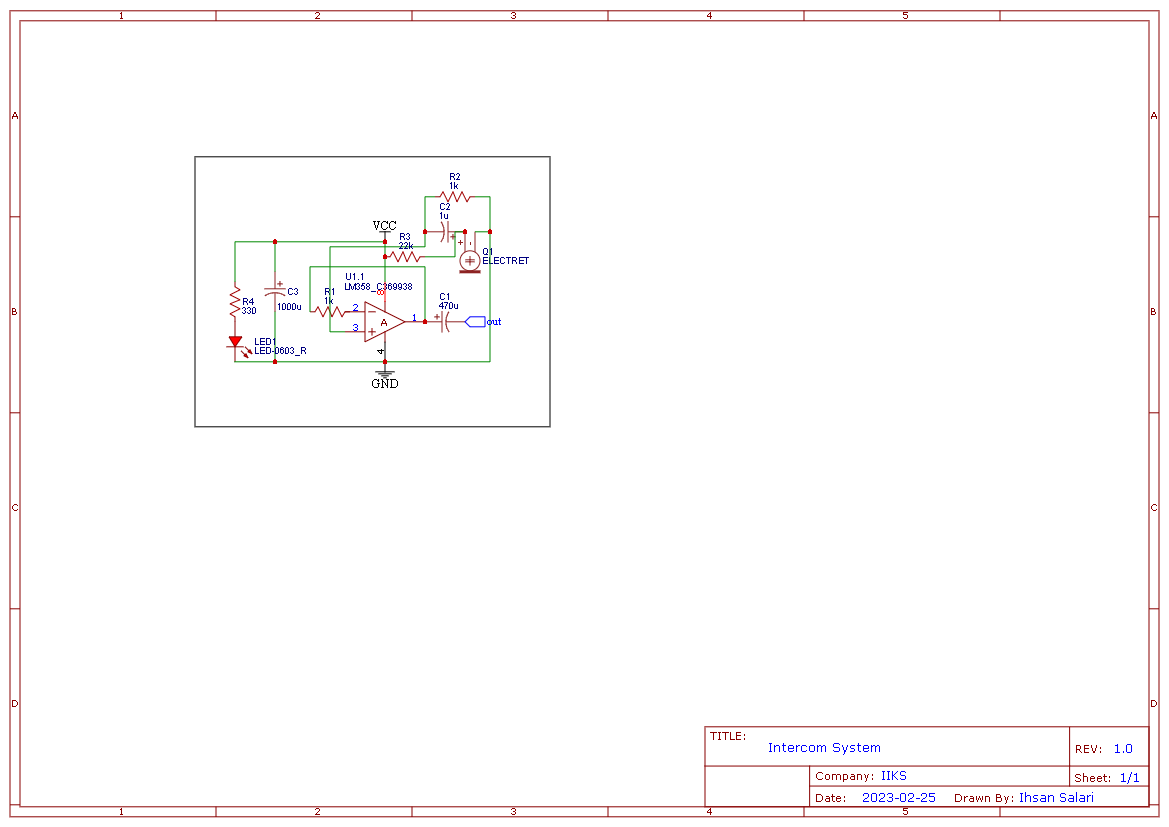 1 2 3 4 5
A A
R2
1k
C2
1u
VCC
R3
22k
+ -
Q1
ELECTRET
U1.1
LM358_C369938
8
C3
1000u
R1
1k
C1
470u
R4
330
B B
2
A
1
out
3
LED1
LED-0603_R
4
GND
C C
D D
TITLE:
Intercom System
REV: 1.0
Company: IIKS
Sheet: 1/1
Date: 2023-02-25 Drawn By: Ihsan Salari
1 2 3 4 5